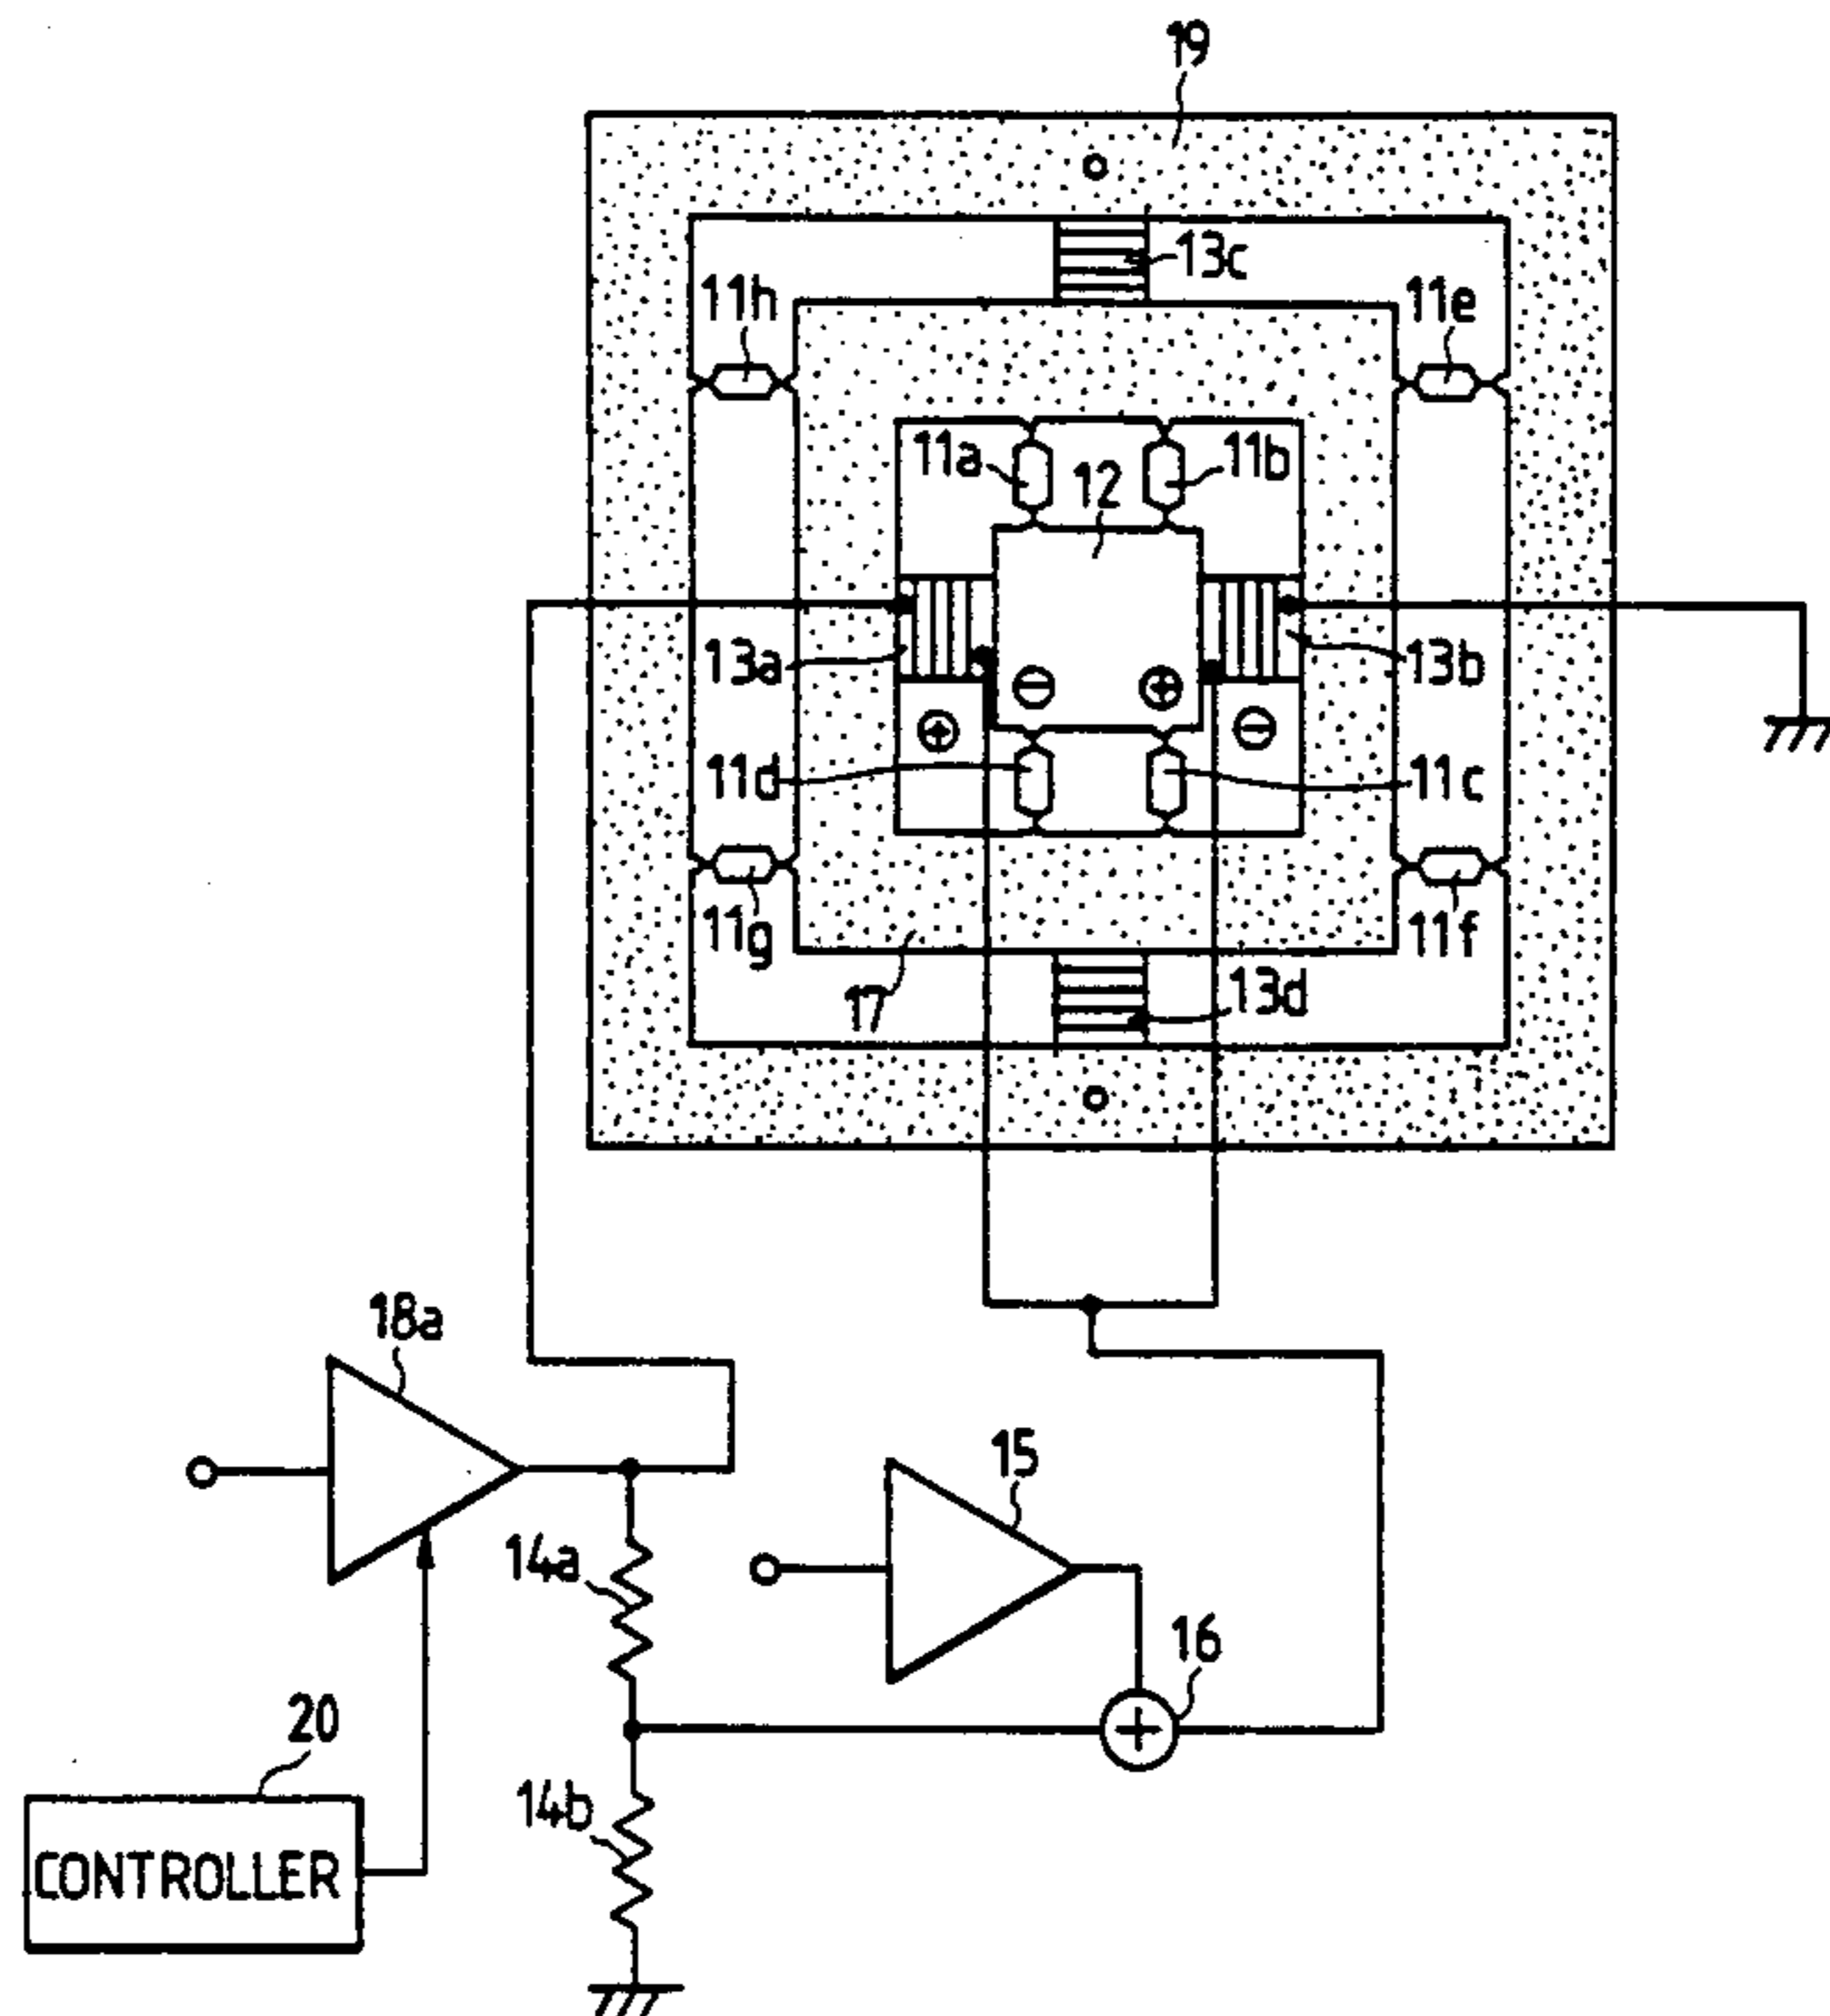 19
13c
11h
11e
11a
12
11b
13a
13b
⊖
⊕
⊕
⊖
11d
11c
11g
11f
17
13d
18a
15
14a
16
20
14b
CONTROLLER
+